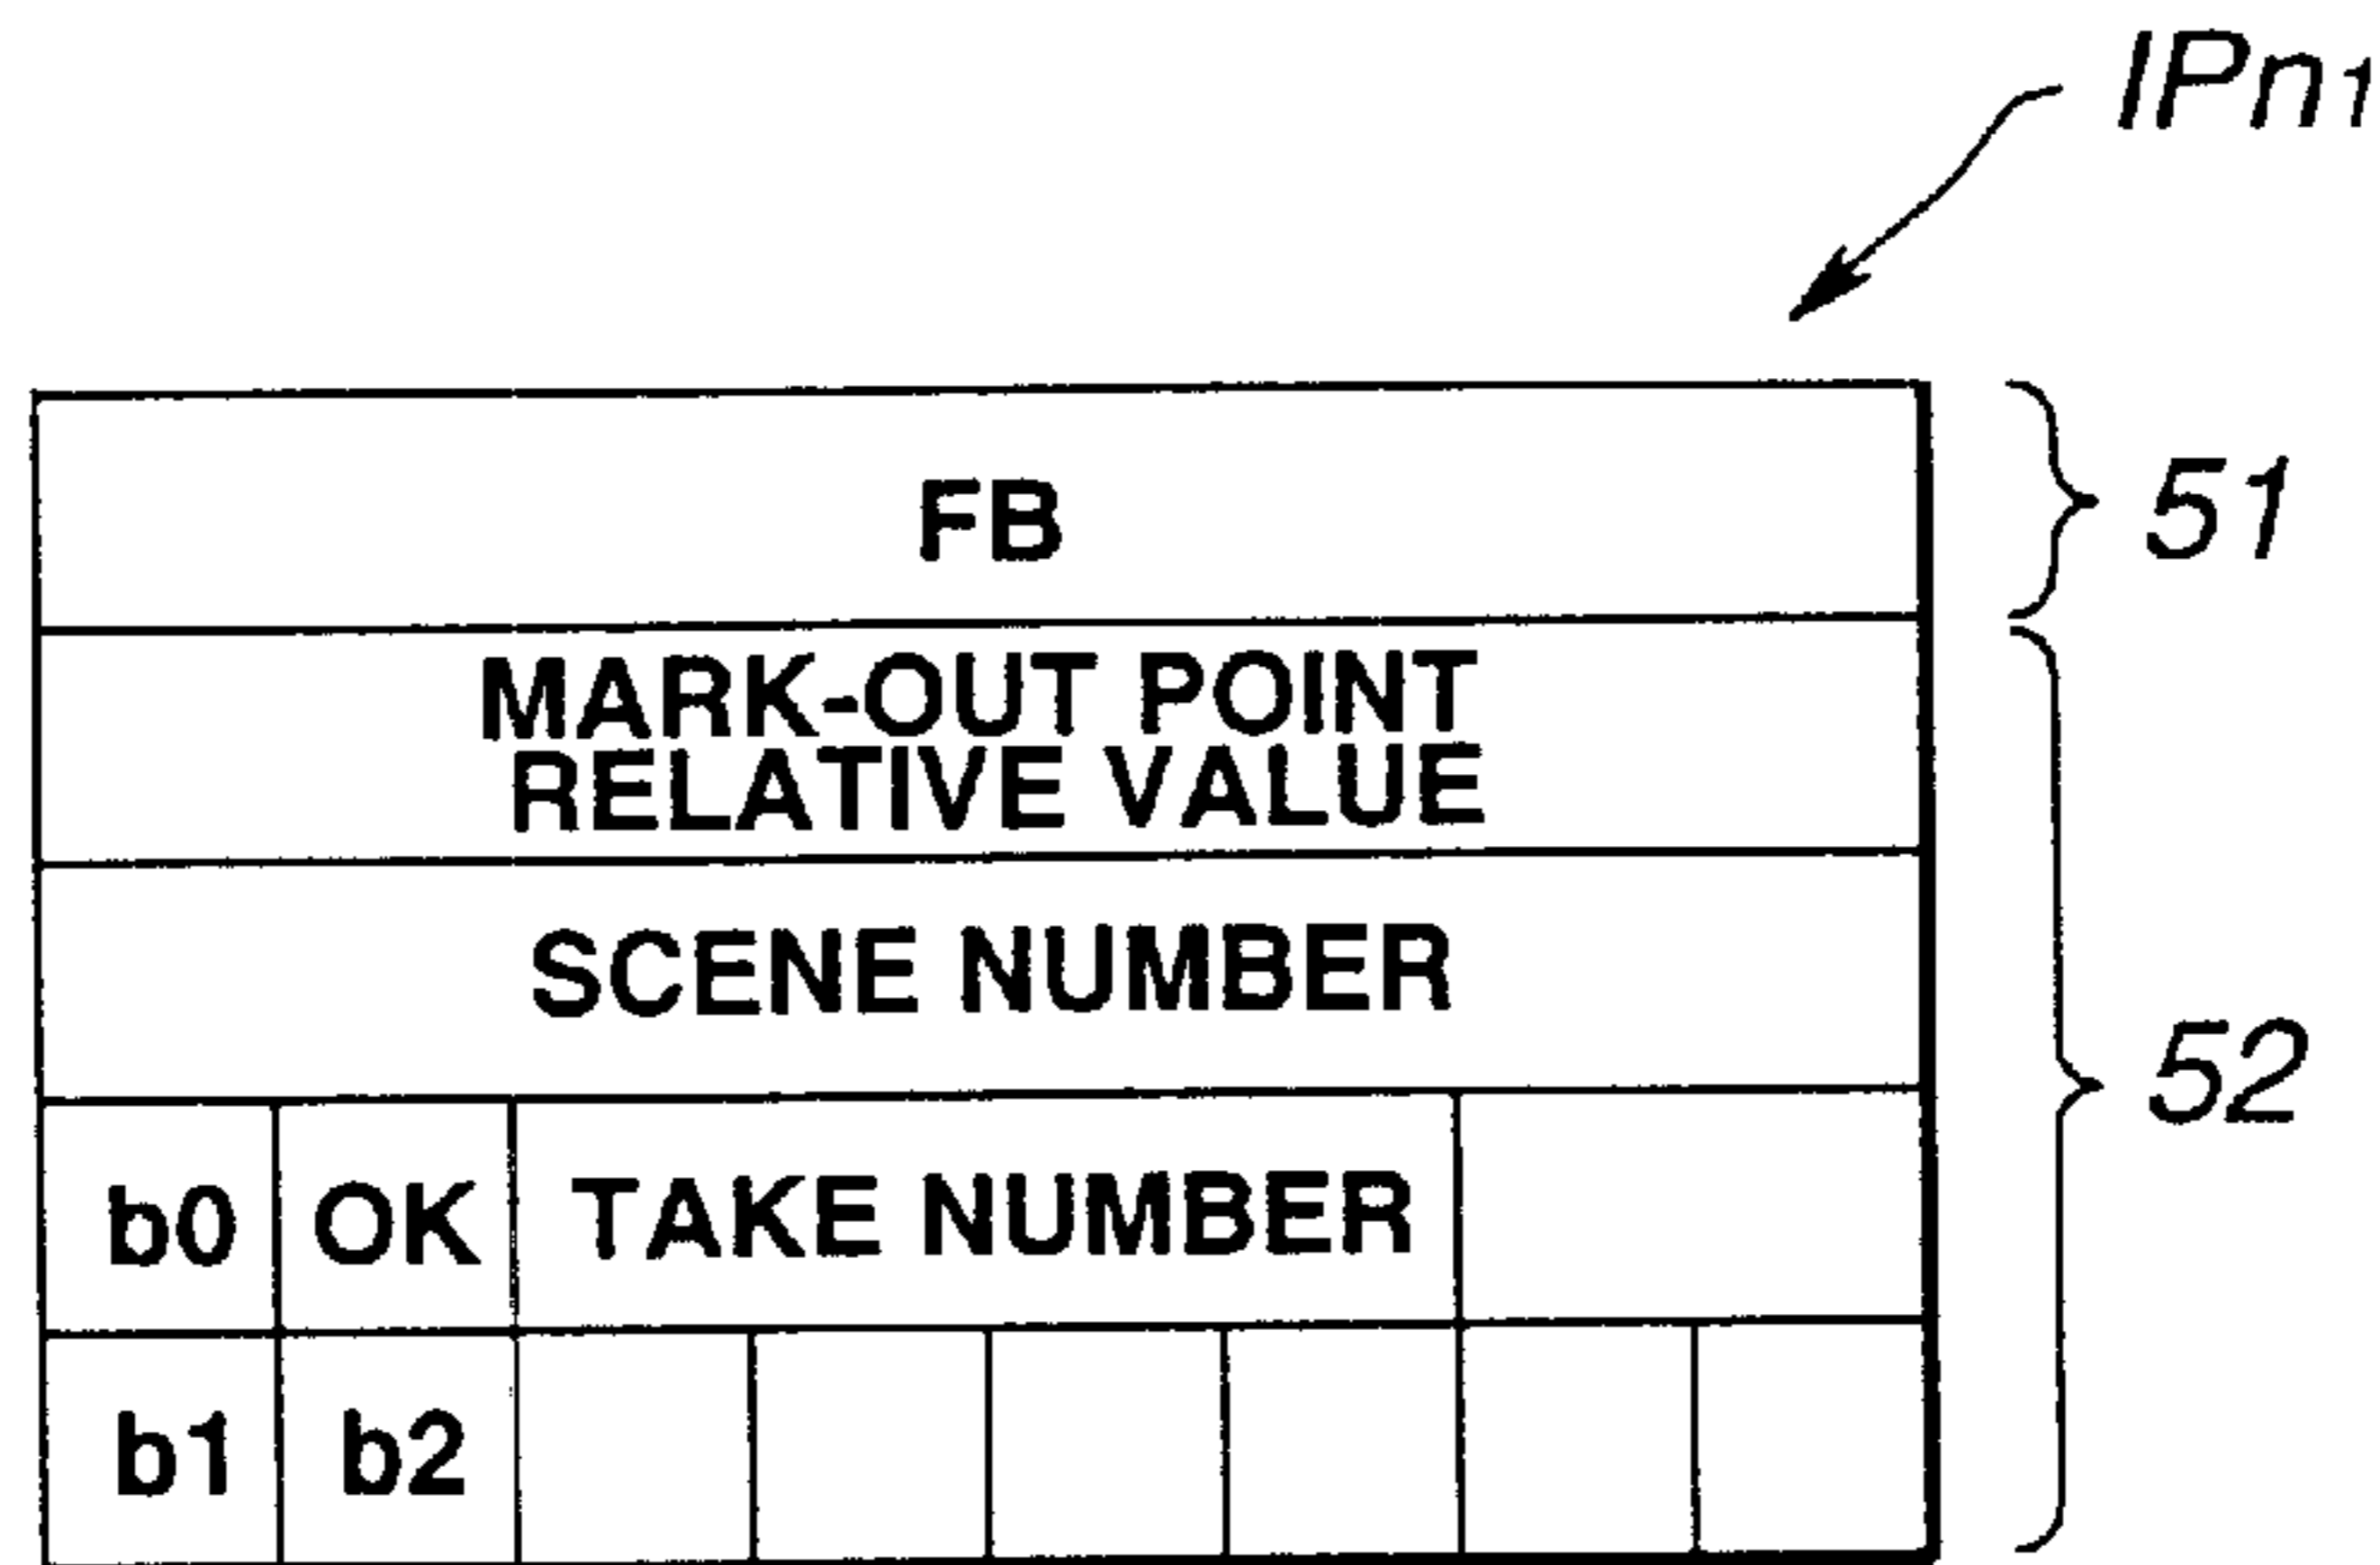 IPn1
FB
51
MARK-OUT POINT
RELATIVE VALUE
SCENE NUMBER
52
b0 OK TAKE NUMBER
b1 b2